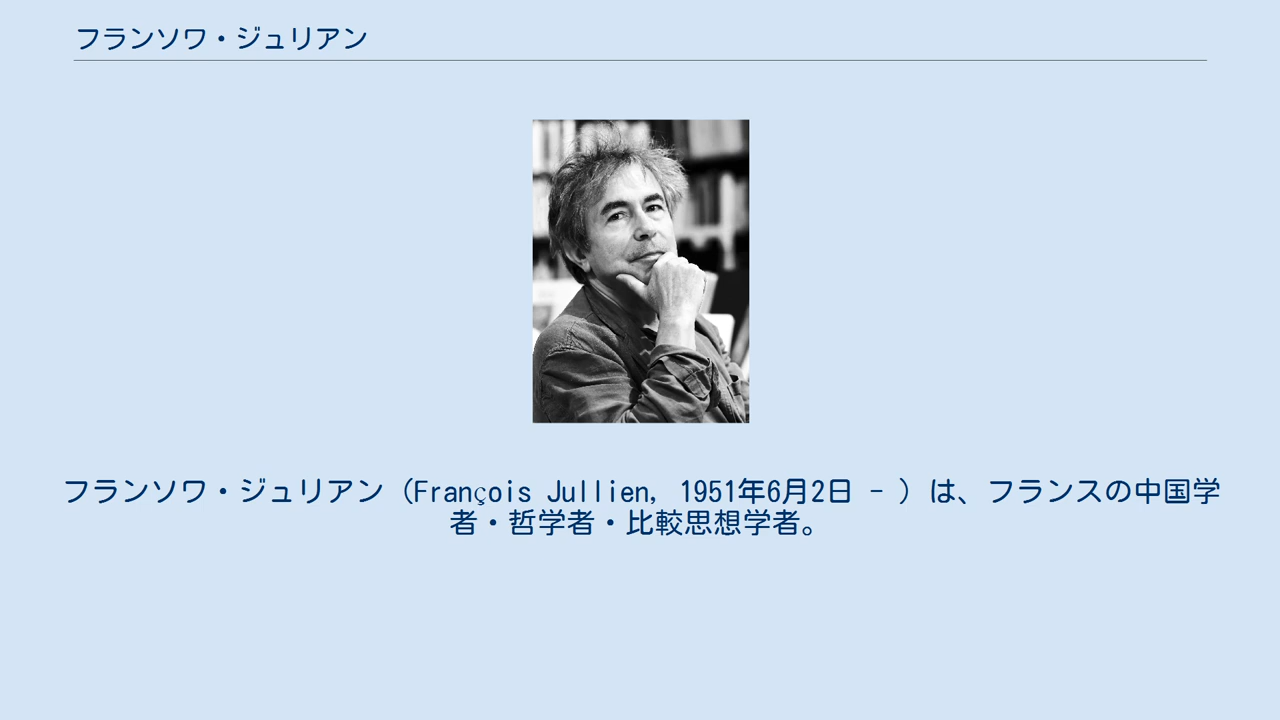 フランソワ・ジュリアン
フランソワ・ジュリアン（François Jullien, 1951年6月2日 - ）は、フランスの中国学
者・哲学者・比較思想学者。